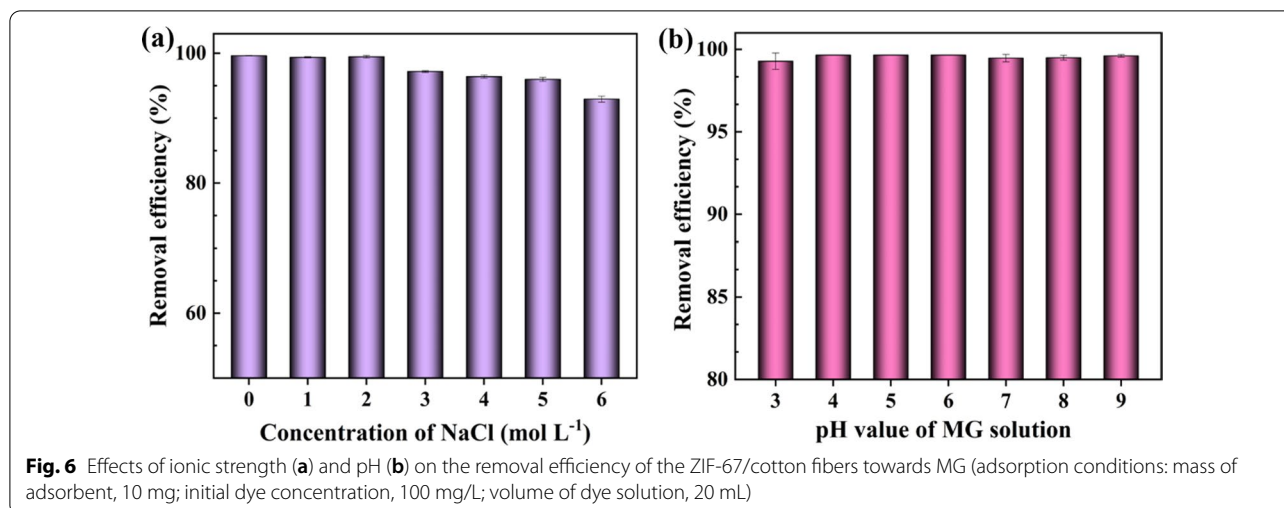 (a)
100
80
60
Removal efficiency (%)
0 1 2 3 4 5 6
Concentration of NaCl (mol L⁻¹)
(b)
100
95
90
85
80
Removal efficiency (%)
3 4 5 6 7 8 9
pH value of MG solution
Fig. 6 Effects of ionic strength (a) and pH (b) on the removal efficiency of the ZIF-67/cotton fibers towards MG (adsorption conditions: mass of
adsorbent, 10 mg; initial dye concentration, 100 mg/L; volume of dye solution, 20 mL)